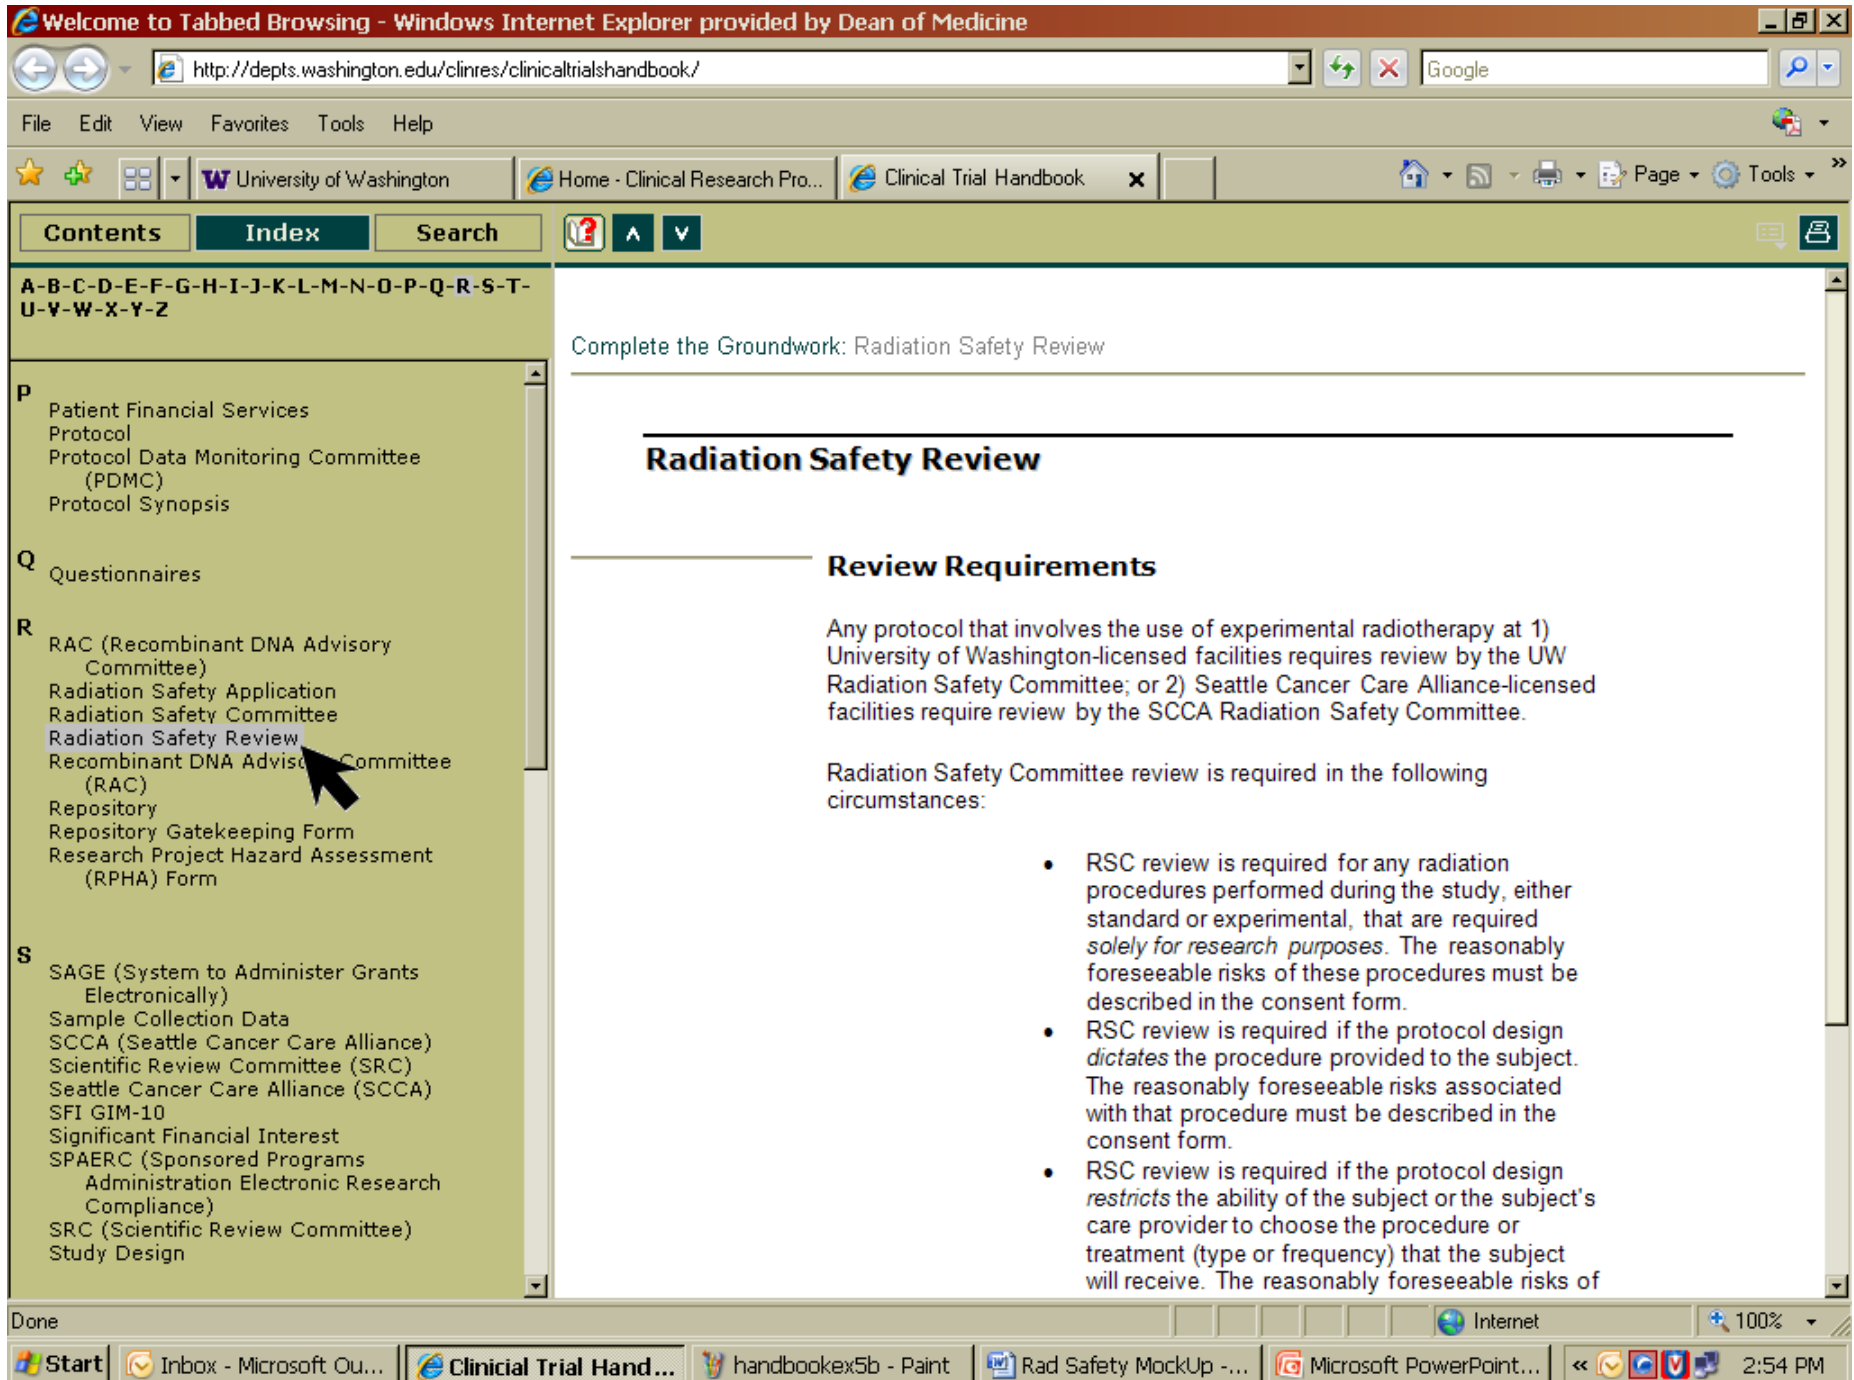 Welcome to Tabbed Browsing - Windows Internet Explorer provided by Dean of Medicine
http://depts.washington.edu/clinres/clinicaltrialshandbook/
Google
File Edit View Favorites Tools Help
University of Washington
Home - Clinical Research Pro...
Clinical Trial Handbook
Page
Tools
Contents Index Search
A-B-C-D-E-F-G-H-I-J-K-L-M-N-O-P-Q-R-S-T-
U-V-W-X-Y-Z
P
Patient Financial Services
Protocol
Protocol Data Monitoring Committee
(PDMC)
Protocol Synopsis
Q
Questionnaires
R
RAC (Recombinant DNA Advisory
Committee)
Radiation Safety Application
Radiation Safety Committee
Radiation Safety Review
Recombinant DNA Committee
(RAC)
Repository
Repository Gatekeeping Form
Research Project Hazard Assessment
(RPHA) Form
S
SAGE (System to Administer Grants
Electronically)
Sample Collection Data
SCCA (Seattle Cancer Care Alliance)
Scientific Review Committee (SRC)
Seattle Cancer Care Alliance (SCCA)
SFI GIM-10
Significant Financial Interest
SPAERC (Sponsored Programs
Administration Electronic Research
Compliance)
SRC (Scientific Review Committee)
Study Design
Complete the Groundwork: Radiation Safety Review
Radiation Safety Review
Review Requirements
Any protocol that involves the use of experimental radiotherapy at 1)
University of Washington-licensed facilities requires review by the UW
Radiation Safety Committee; or 2) Seattle Cancer Care Alliance-licensed
facilities require review by the SCCA Radiation Safety Committee.
Radiation Safety Committee review is required in the following
circumstances:
• RSC review is required for any radiation
procedures performed during the study, either
standard or experimental, that are required
solely for research purposes. The reasonably
foreseeable risks of these procedures must be
described in the consent form.
• RSC review is required if the protocol design
dictates the procedure provided to the subject.
The reasonably foreseeable risks associated
with that procedure must be described in the
consent form.
• RSC review is required if the protocol design
restricts the ability of the subject or the subject's
care provider to choose the procedure or
treatment (type or frequency) that the subject
will receive. The reasonably foreseeable risks of
Done
Internet
100%
Start
Inbox - Microsoft Ou...
Clinicial Trial Hand...
handbookex5b - Paint
Rad Safety MockUp -...
Microsoft PowerPoint...
2:54 PM